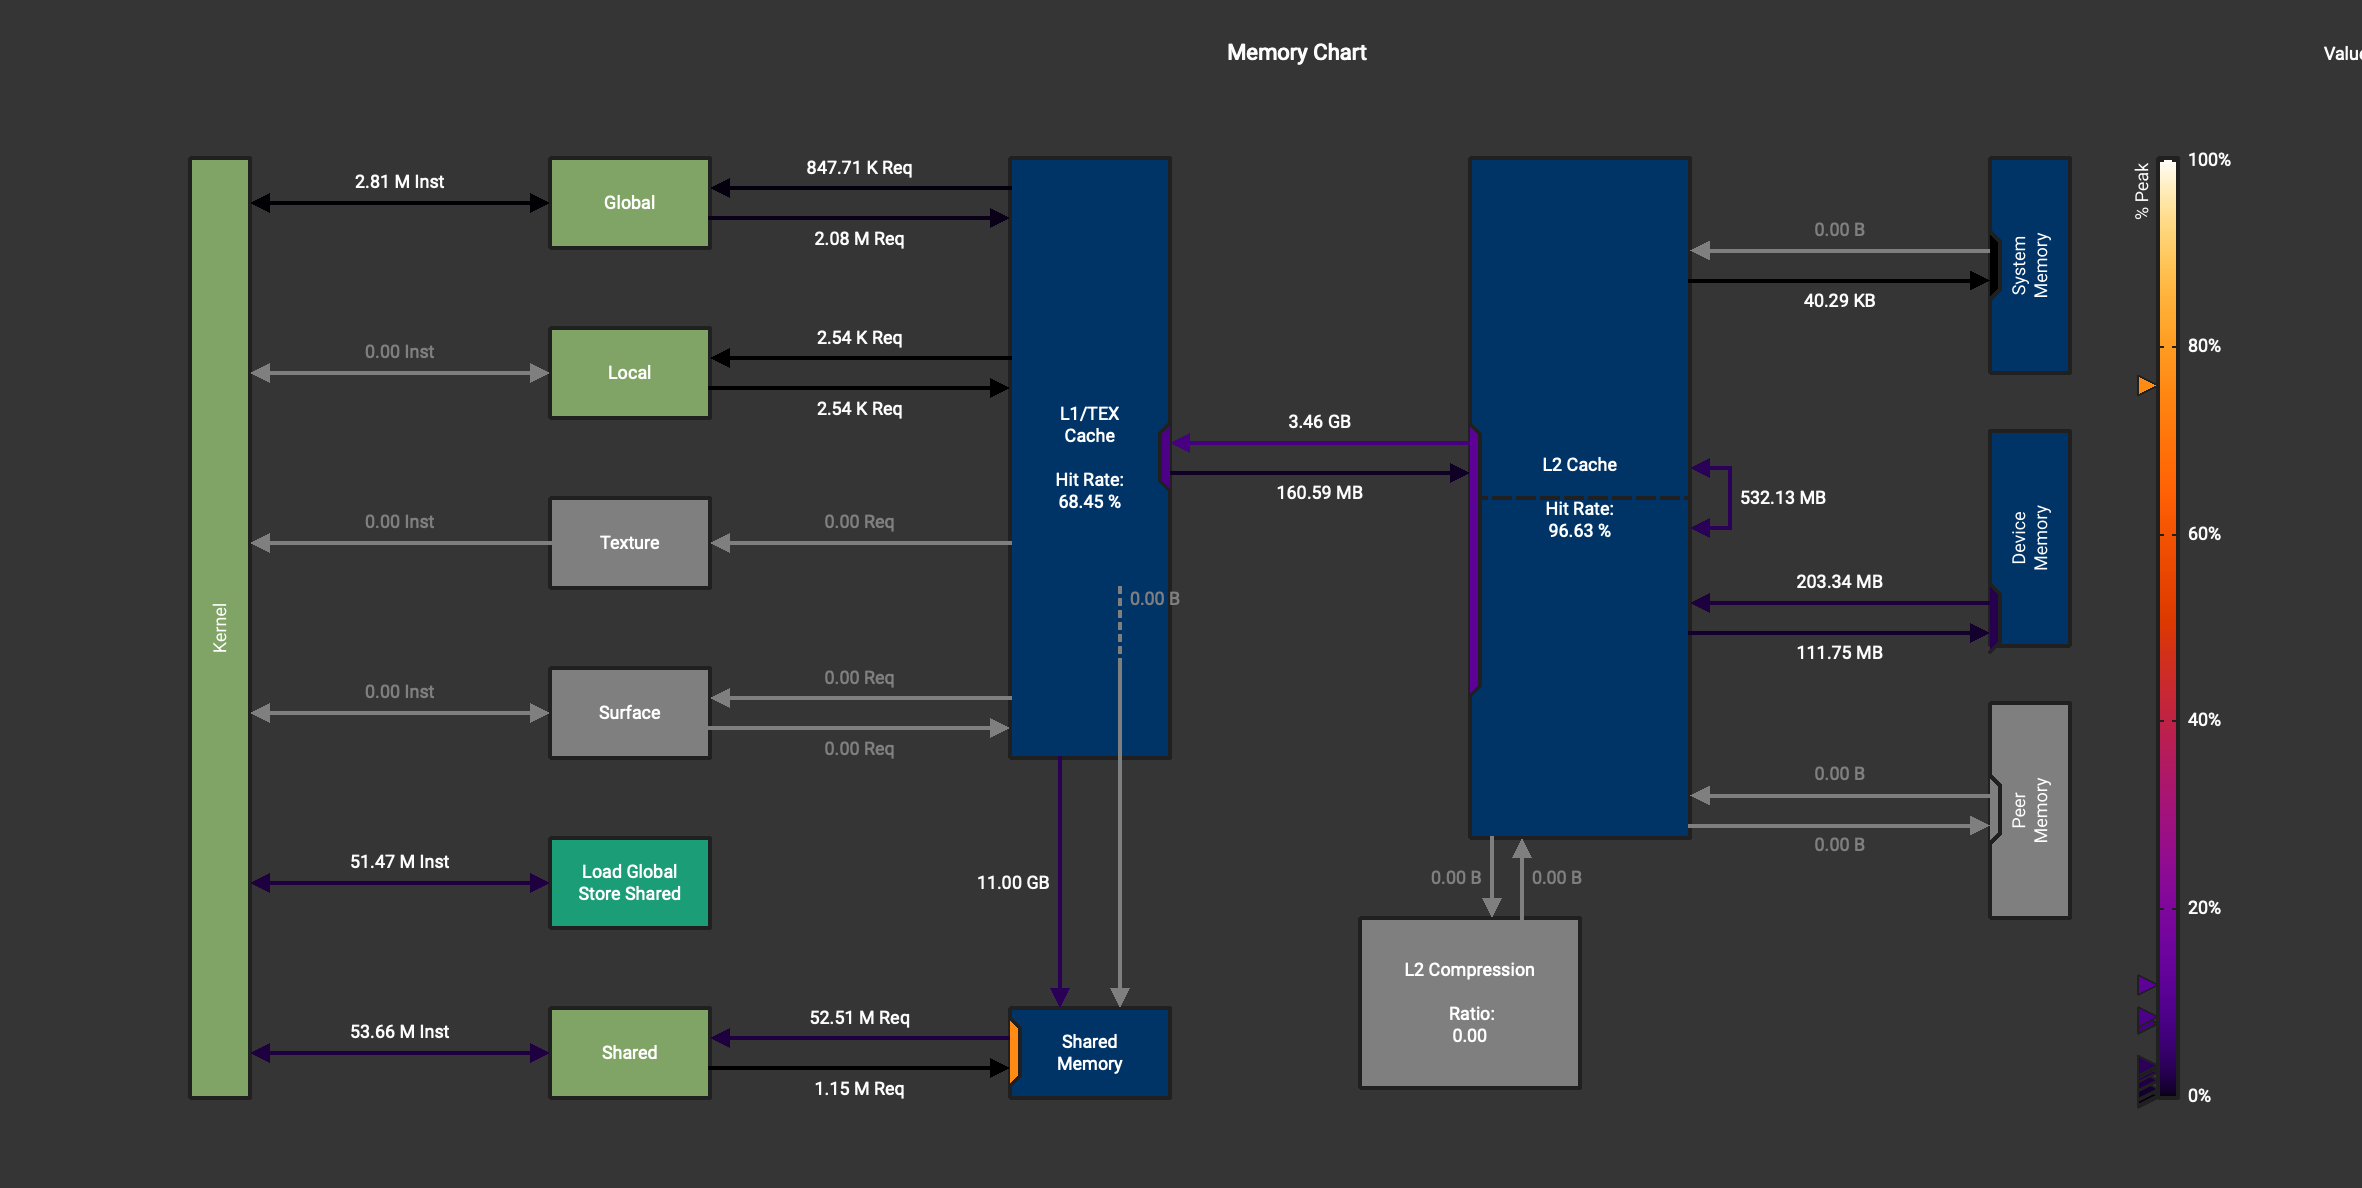 Memory Chart
Value
Kernel
2.81 M Inst
Global
847.71 K Req
2.08 M Req
0.00 Inst
Local
2.54 K Req
2.54 K Req
0.00 Inst
Texture
0.00 Req
0.00 Inst
Surface
0.00 Req
0.00 Req
51.47 M Inst
Load Global
Store Shared
53.66 M Inst
Shared
52.51 M Req
1.15 M Req
L1/TEX
Cache
Hit Rate:
68.45 %
0.00 B
11.00 GB
Shared
Memory
3.46 GB
160.59 MB
L2 Cache
Hit Rate:
96.63 %
532.13 MB
0.00 B
0.00 B
L2 Compression
Ratio:
0.00
0.00 B
40.29 KB
System
Memory
203.34 MB
111.75 MB
Device
Memory
0.00 B
0.00 B
Peer
Memory
% Peak
100%
80%
60%
40%
20%
0%